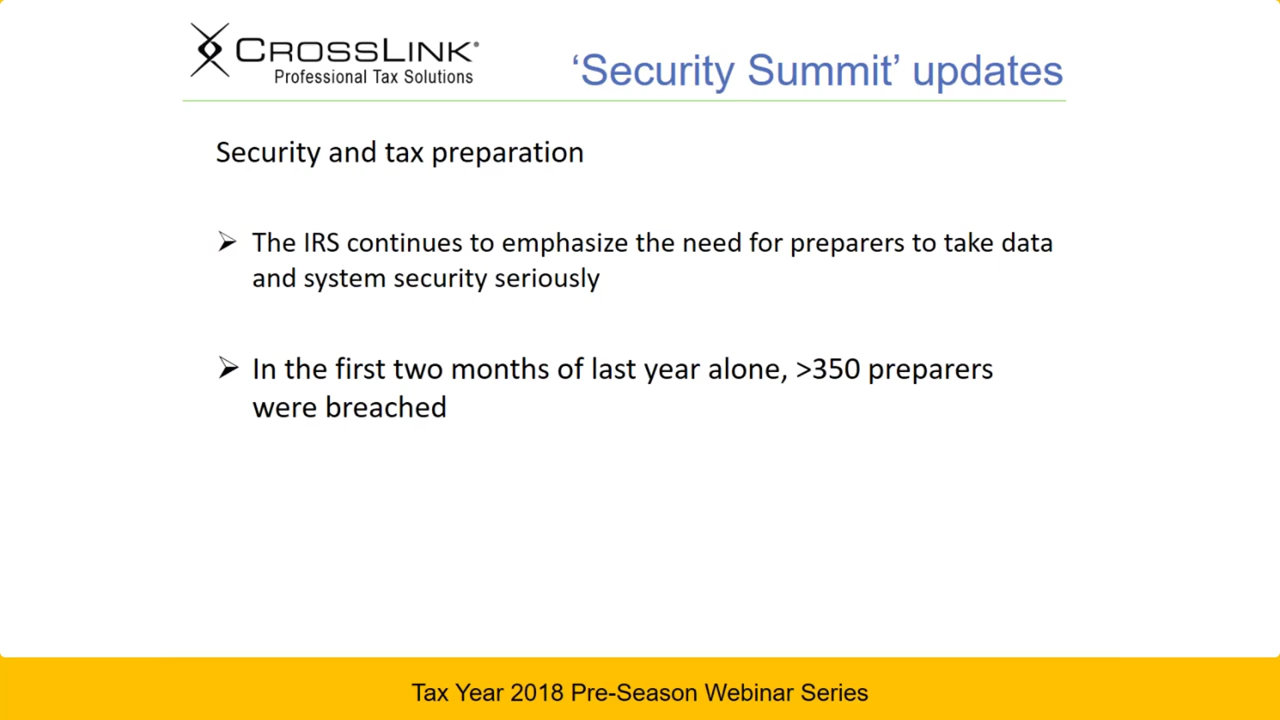 CROSSLINK®
Professional Tax Solutions
‘Security Summit’ updates
Security and tax preparation
➢ The IRS continues to emphasize the need for preparers to take data
and system security seriously
➢ In the first two months of last year alone, >350 preparers
were breached
Tax Year 2018 Pre-Season Webinar Series